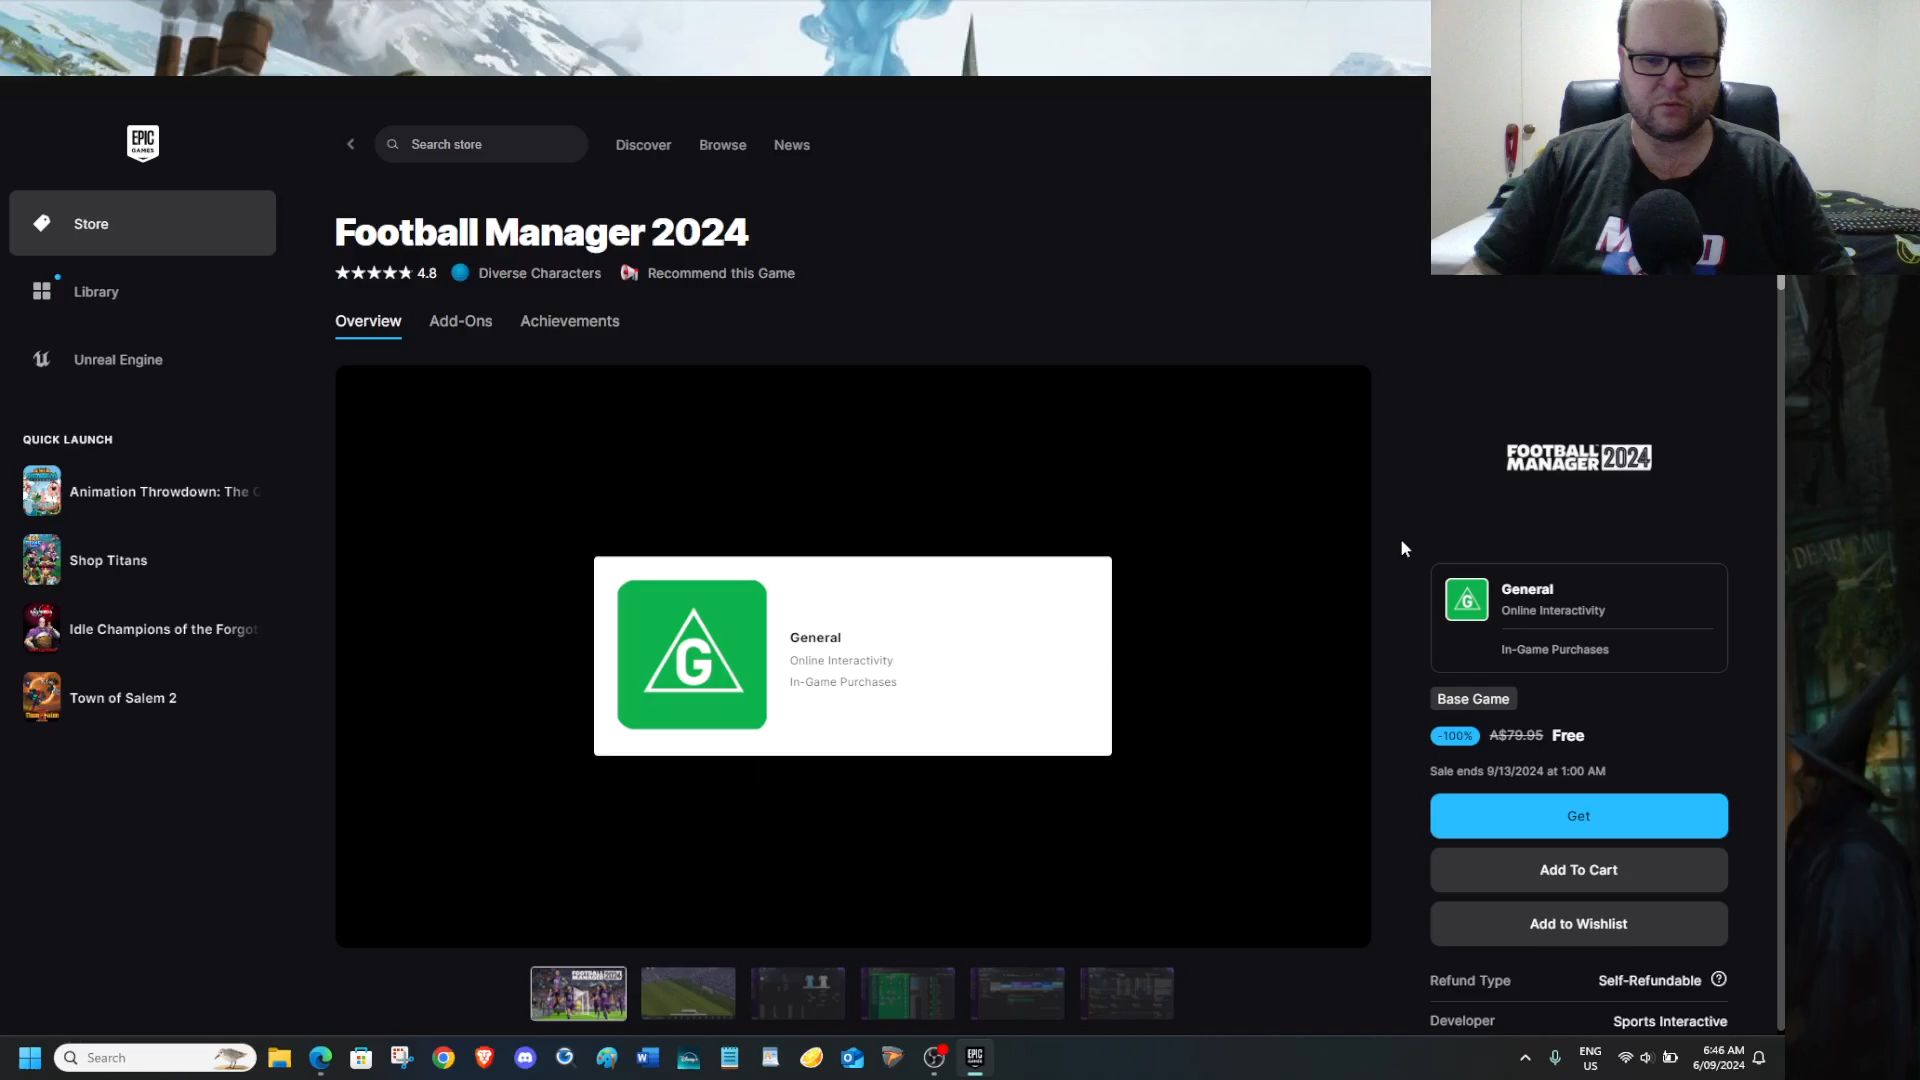 EPIC
GAMES
Search store
Discover
Browse
News
Store
Football Manager 2024
4.8
Diverse Characters
Recommend this Game
Library
Overview
Add-Ons
Achievements
Unreal Engine
QUICK LAUNCH
Animation Throwdown: The
Shop Titans
Idle Champions of the Forgot
Town of Salem 2
G
General
Online Interactivity
In-Game Purchases
FOOTBALL
MANAGER 2024
G
General
Online Interactivity
In-Game Purchases
Base Game
-100% A$79.95 Free
Sale ends 9/13/2024 at 1:00 AM
Get
Add To Cart
Add to Wishlist
Refund Type
Self-Refundable
Developer
Sports Interactive
Search
ENG
US
6:46 AM
6/09/2024